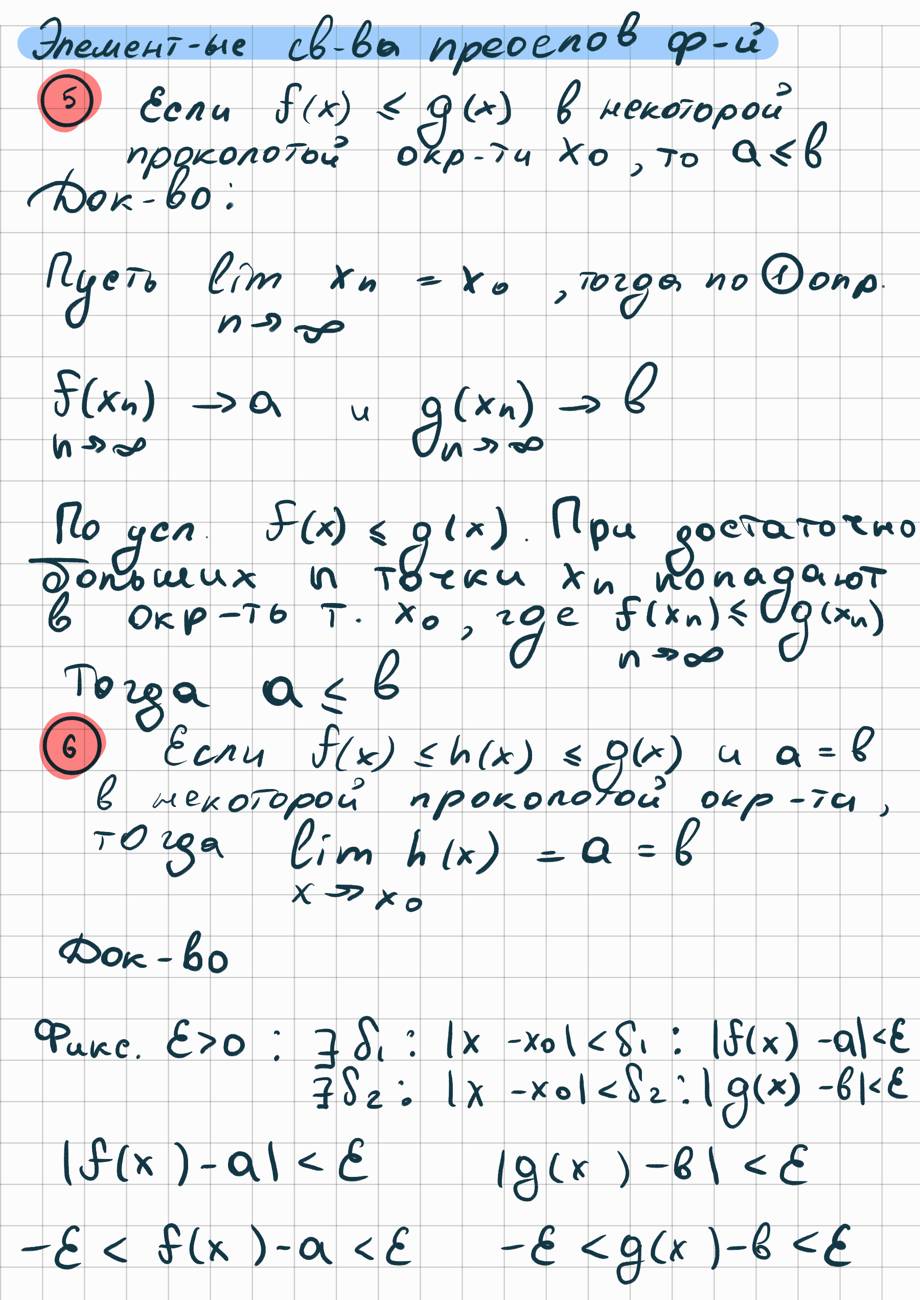 Элемент-ые св-ва пределов ф-й
5 Если f(x) ≤ g(x) в некоторой
проколотой окр-ти x₀, то a ≤ b
Док-во:
Пусть lim xₙ = x₀, тогда по ① опр.
n → ∞
f(xₙ) → a и g(xₙ) → b
n → ∞ n → ∞
По усл. f(x) ≤ g(x). При достаточно
больших n точки xₙ попадают
в окр-ть т. x₀, где f(xₙ) ≤ g(xₙ)
n → ∞
Тогда a ≤ b
6 Если f(x) ≤ h(x) ≤ g(x) и a = b
в некоторой проколотой окр-ти,
тогда lim h(x) = a = b
x → x₀
Док-во
Фикс. ε > 0 : ∃ δ₁ : |x - x₀| < δ₁ : |f(x) - a| < ε
∃ δ₂ : |x - x₀| < δ₂ : |g(x) - b| < ε
|f(x) - a| < ε |g(x) - b| < ε
-ε < f(x) - a < ε -ε < g(x) - b < ε